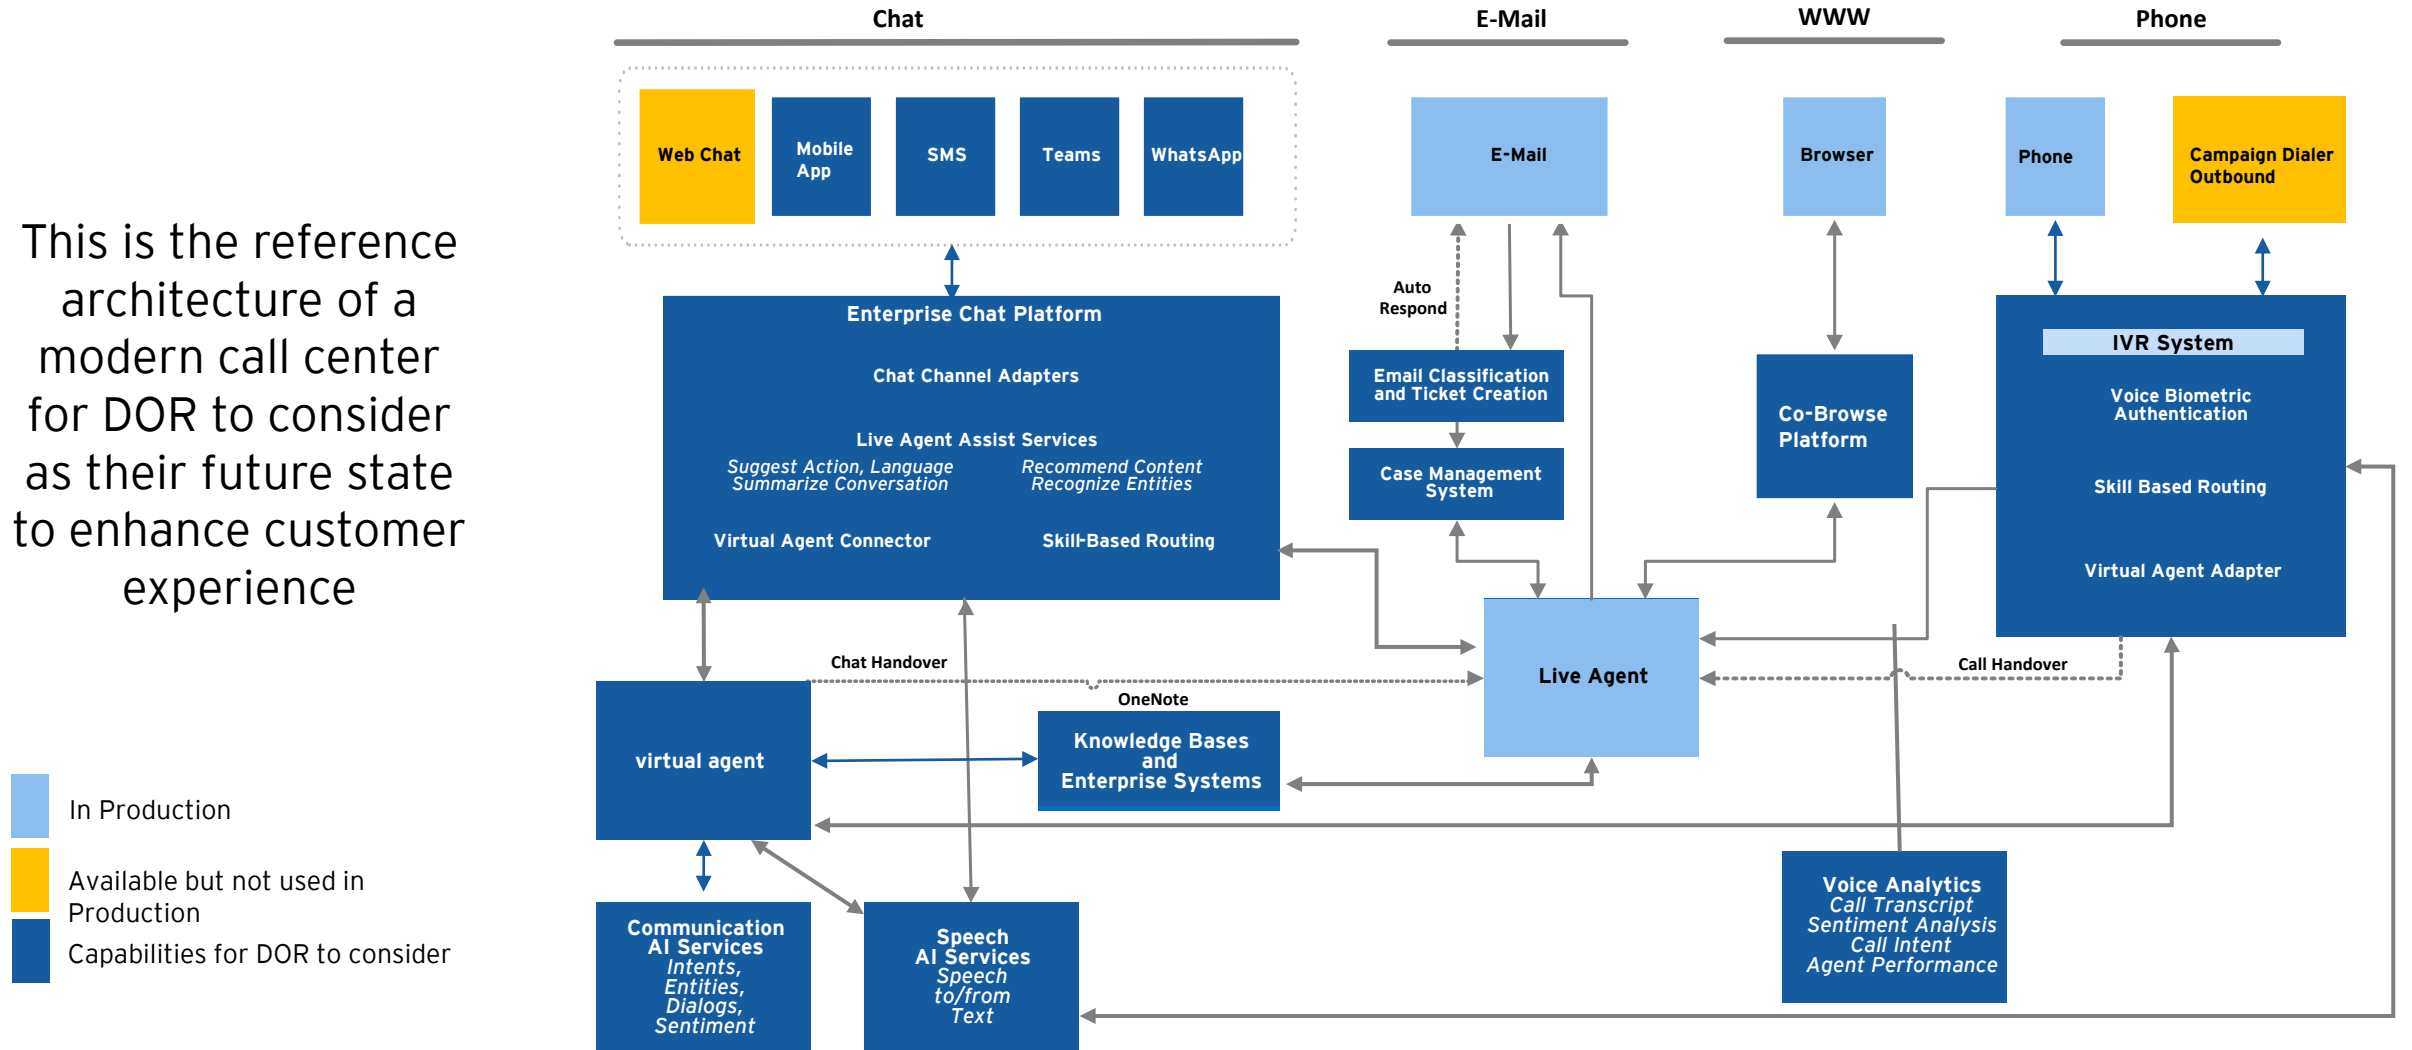 Chat
E-Mail
WWW
Phone
Web Chat
Mobile
App
SMS
Teams
WhatsApp
E-Mail
Browser
Phone
Campaign Dialer
Outbound
This is the reference
architecture of a
modern call center
for DOR to consider
as their future state
to enhance customer
experience
Auto
Respond
Enterprise Chat Platform
Chat Channel Adapters
Live Agent Assist Services
Suggest Action, Language
Summarize Conversation
Recommend Content
Recognize Entities
Virtual Agent Connector
Skill-Based Routing
Email Classification
and Ticket Creation
Case Management
System
Co-Browse
Platform
IVR System
Voice Biometric
Authentication
Skill Based Routing
Virtual Agent Adapter
Chat Handover
Live Agent
Call Handover
OneNote
virtual agent
Knowledge Bases
and
Enterprise Systems
In Production
Available but not used in
Production
Capabilities for DOR to consider
Communication
AI Services
Intents,
Entities,
Dialogs,
Sentiment
Speech
AI Services
Speech
to/from
Text
Voice Analytics
Call Transcript
Sentiment Analysis
Call Intent
Agent Performance